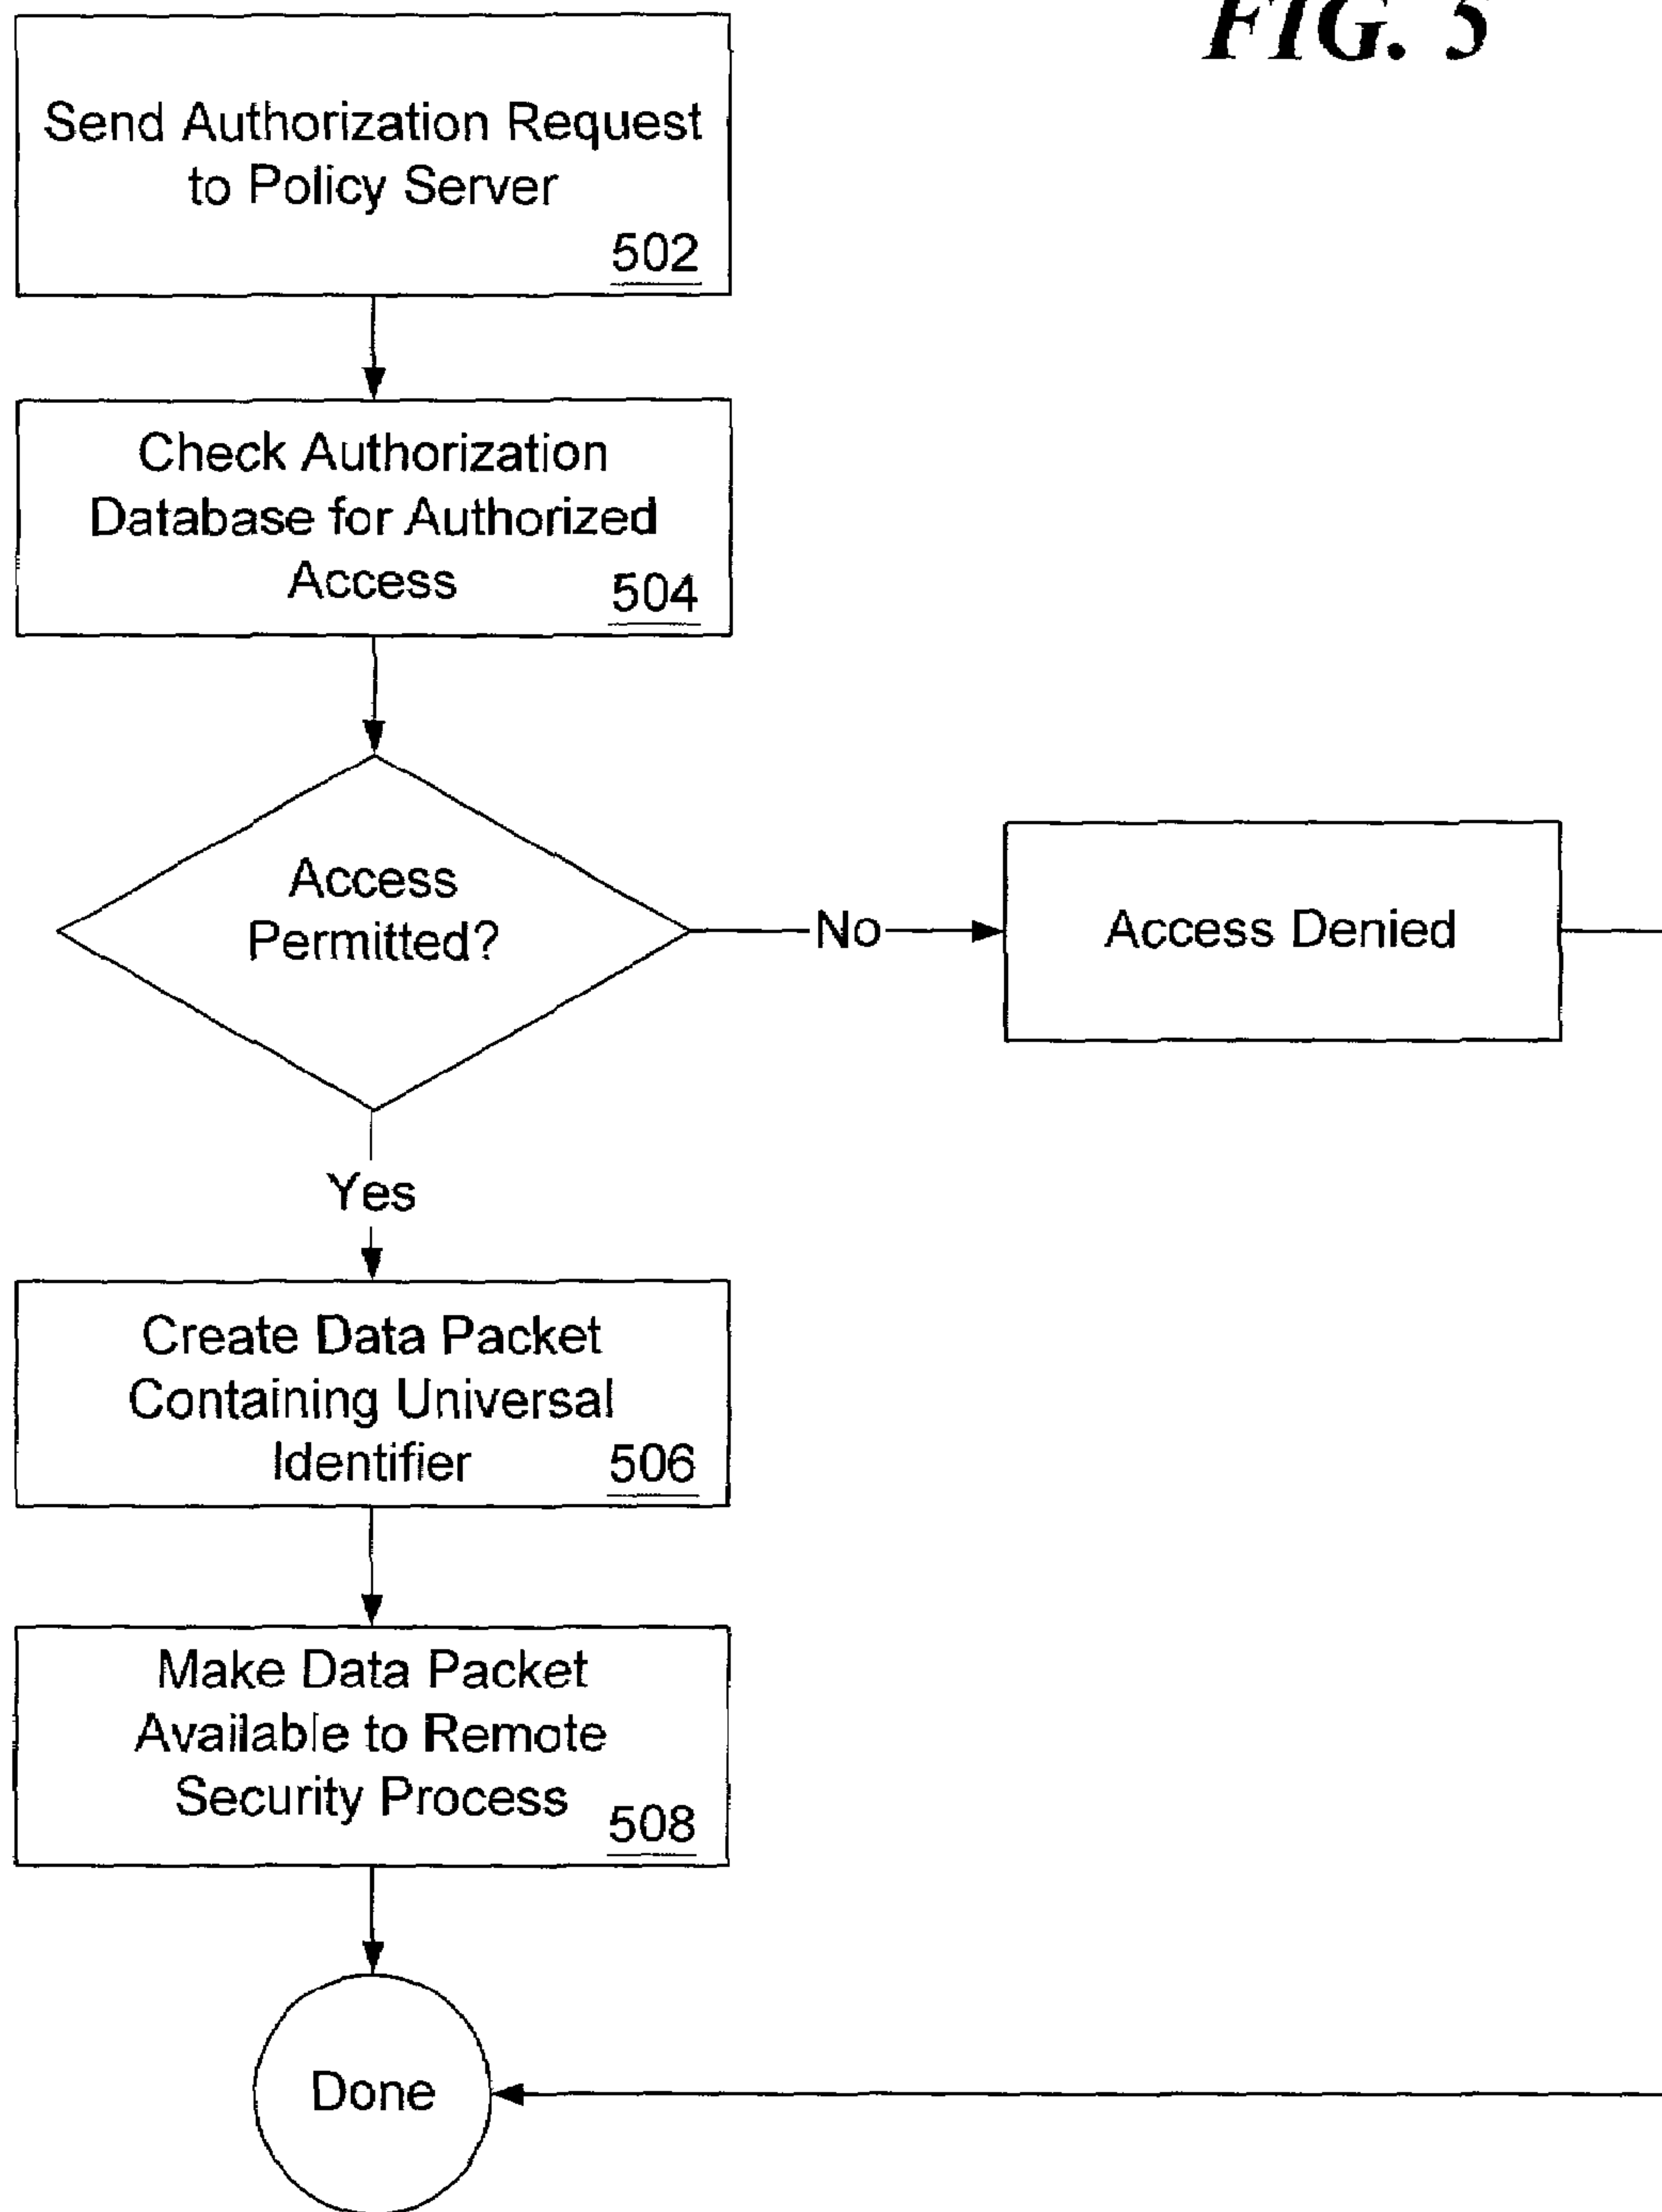 FIG. 5
Send Authorization Request
to Policy Server
502
Check Authorization
Database for Authorized
Access 504
Access
Permitted?
No
Access Denied
Yes
Create Data Packet
Containing Universal
Identifier 506
Make Data Packet
Available to Remote
Security Process
508
Done